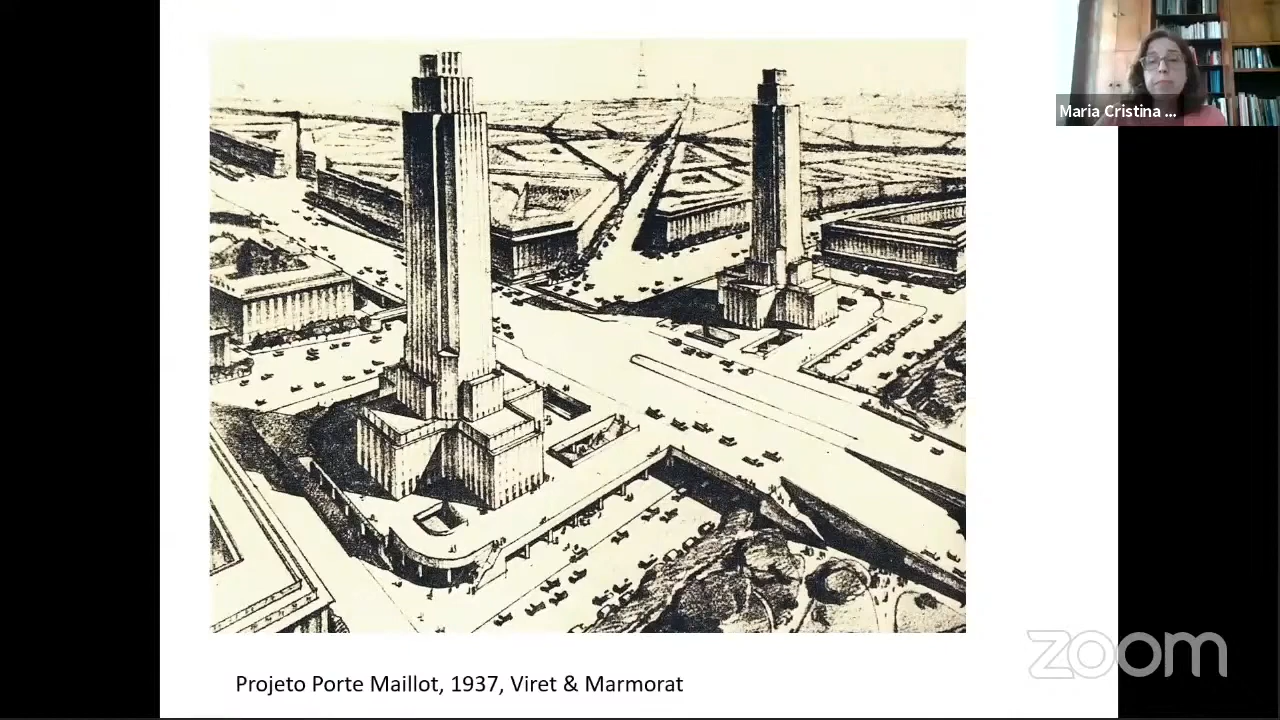 Maria Cristina ...
zoom
Projeto Porte Maillot, 1937, Viret & Marmorat